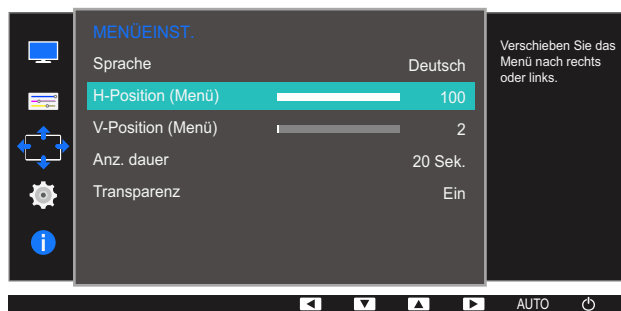 MENÜEINST.
Sprache Deutsch
H-Position (Menü) 100
V-Position (Menü) 2
Anz. dauer 20 Sek.
Transparenz Ein
Verschieben Sie das
Menü nach rechts
oder links.
AUTO